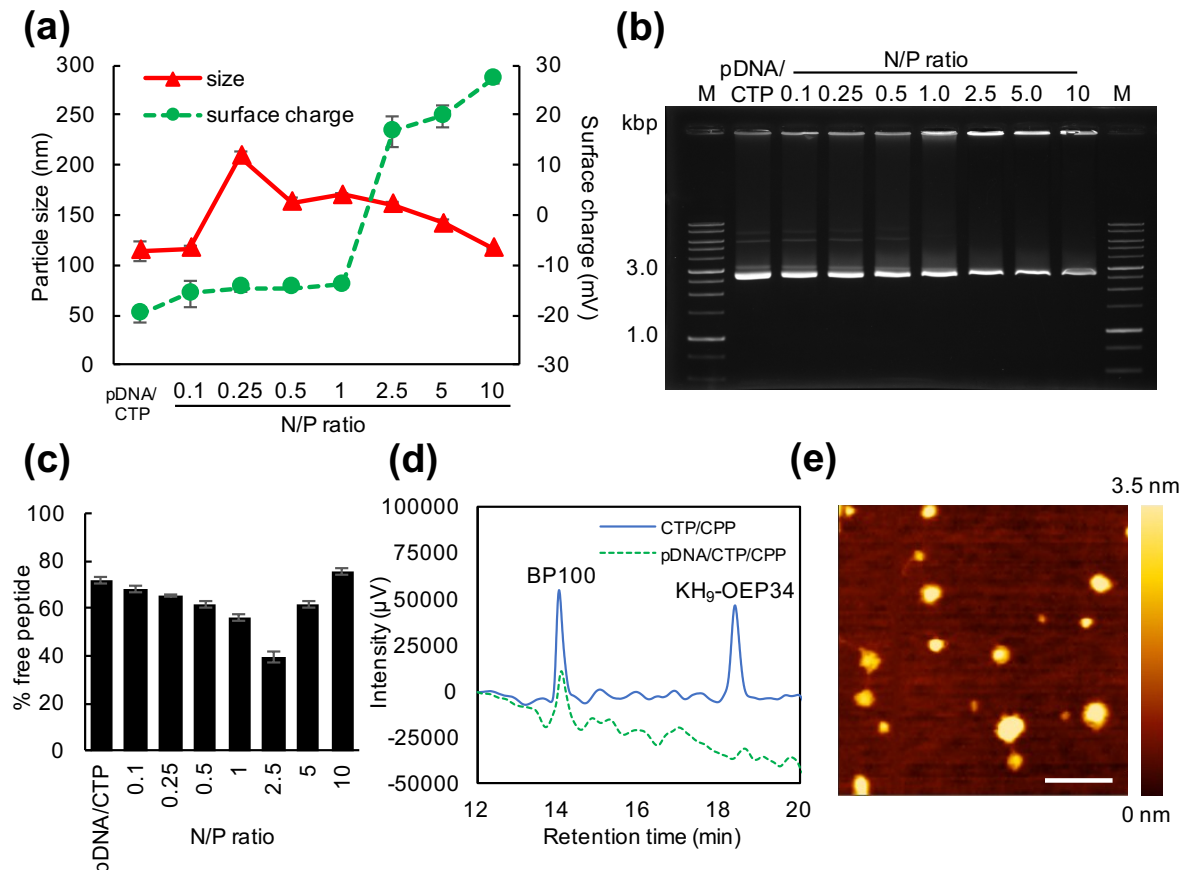 (a)
300
250
200
150
100
50
0
Particle size (nm)
size
surface charge
30
20
10
0
-10
-20
-30
Surface charge (mV)
pDNA/
CTP
0.1 0.25 0.5 1 2.5 5 10
N/P ratio
(b)
pDNA/
N/P ratio
M CTP 0.1 0.25 0.5 1.0 2.5 5.0 10 M
kbp
3.0
1.0
(c)
100
80
60
40
20
0
% free peptide
pDNA/CTP
0.1
0.25
0.5
1
2.5
5
10
N/P ratio
(d)
100000
75000
50000
25000
0
-25000
-50000
Intensity (µV)
CTP/CPP
pDNA/CTP/CPP
BP100
KH₉-OEP34
12 14 16 18 20
Retention time (min)
(e)
3.5 nm
0 nm